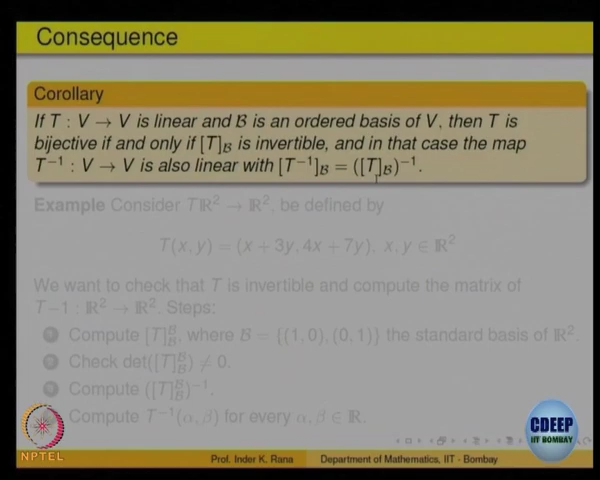 Consequence
Corollary
If T : V → V is linear and B is an ordered basis of V, then T is
bijective if and only if [T]_B is invertible, and in that case the map
T⁻¹ : V → V is also linear with [T⁻¹]_B = ([T]_B)⁻¹.
Example Consider Tℝ² → ℝ², be defined by
T(x, y) = (x + 3y, 4x + 7y), x, y ∈ ℝ²
We want to check that T is invertible and compute the matrix of
T−1 : ℝ² → ℝ². Steps:
Compute [T]_B^B, where B = {(1, 0), (0, 1)} the standard basis of ℝ².
Check det([T]_B^B) ≠ 0.
Compute ([T]_B^B)⁻¹.
Compute T⁻¹(α, β) for every α, β ∈ ℝ.
NPTEL
CDEEP
IIT BOMBAY
Prof. Inder K. Rana Department of Mathematics, IIT - Bombay